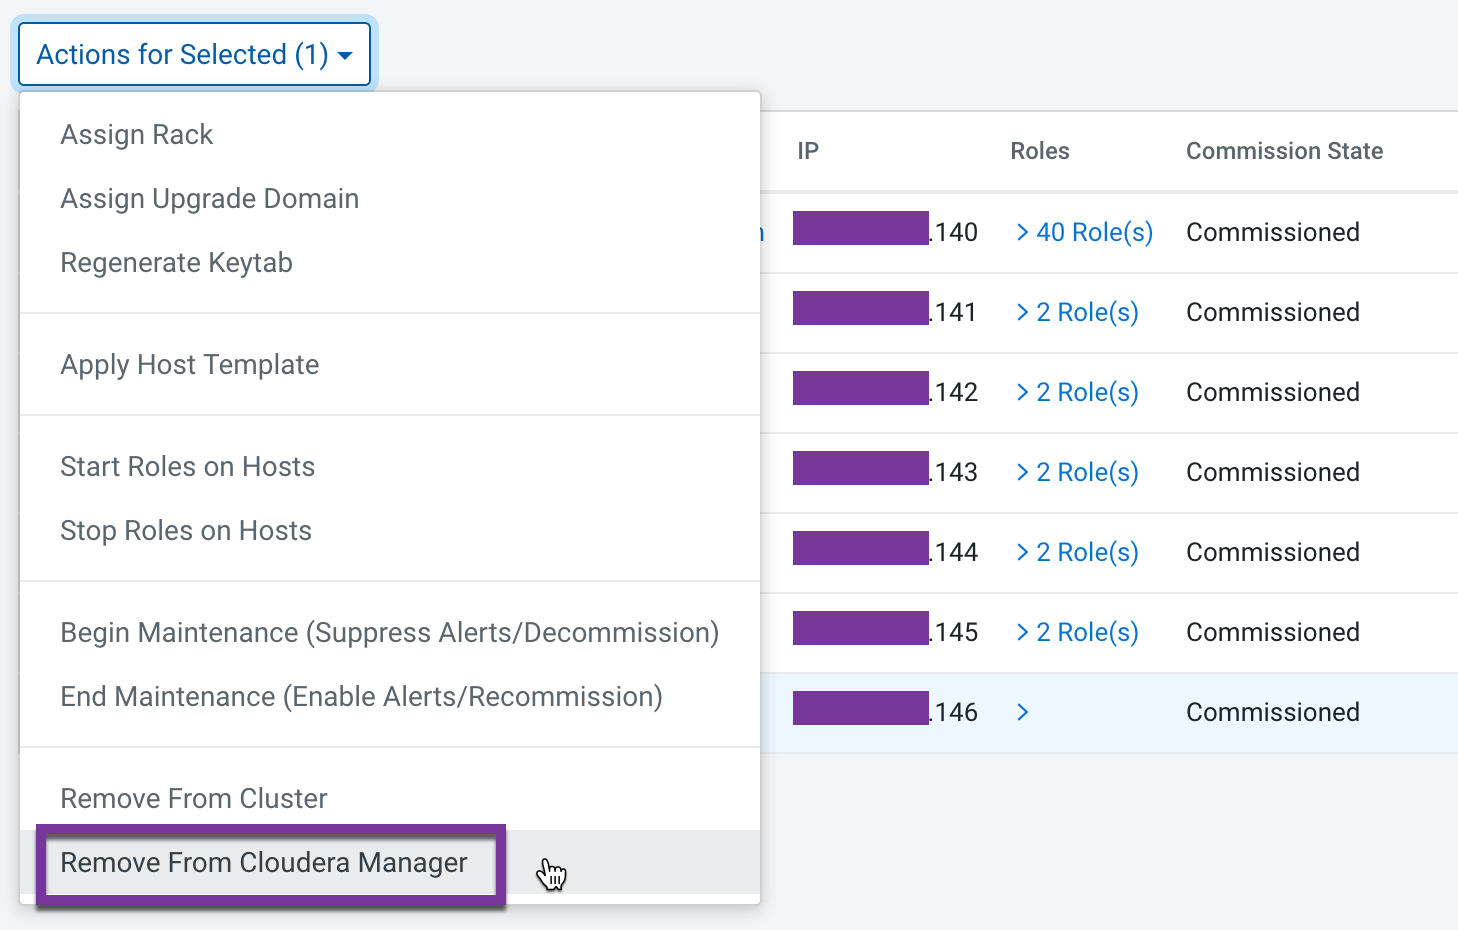 Actions for Selected (1)
Assign Rack
Assign Upgrade Domain
Regenerate Keytab
Apply Host Template
Start Roles on Hosts
Stop Roles on Hosts
Begin Maintenance (Suppress Alerts/Decommission)
End Maintenance (Enable Alerts/Recommission)
Remove From Cluster
Remove From Cloudera Manager
IP Roles Commission State
.140 > 40 Role(s) Commissioned
.141 > 2 Role(s) Commissioned
.142 > 2 Role(s) Commissioned
.143 > 2 Role(s) Commissioned
.144 > 2 Role(s) Commissioned
.145 > 2 Role(s) Commissioned
.146 > Commissioned